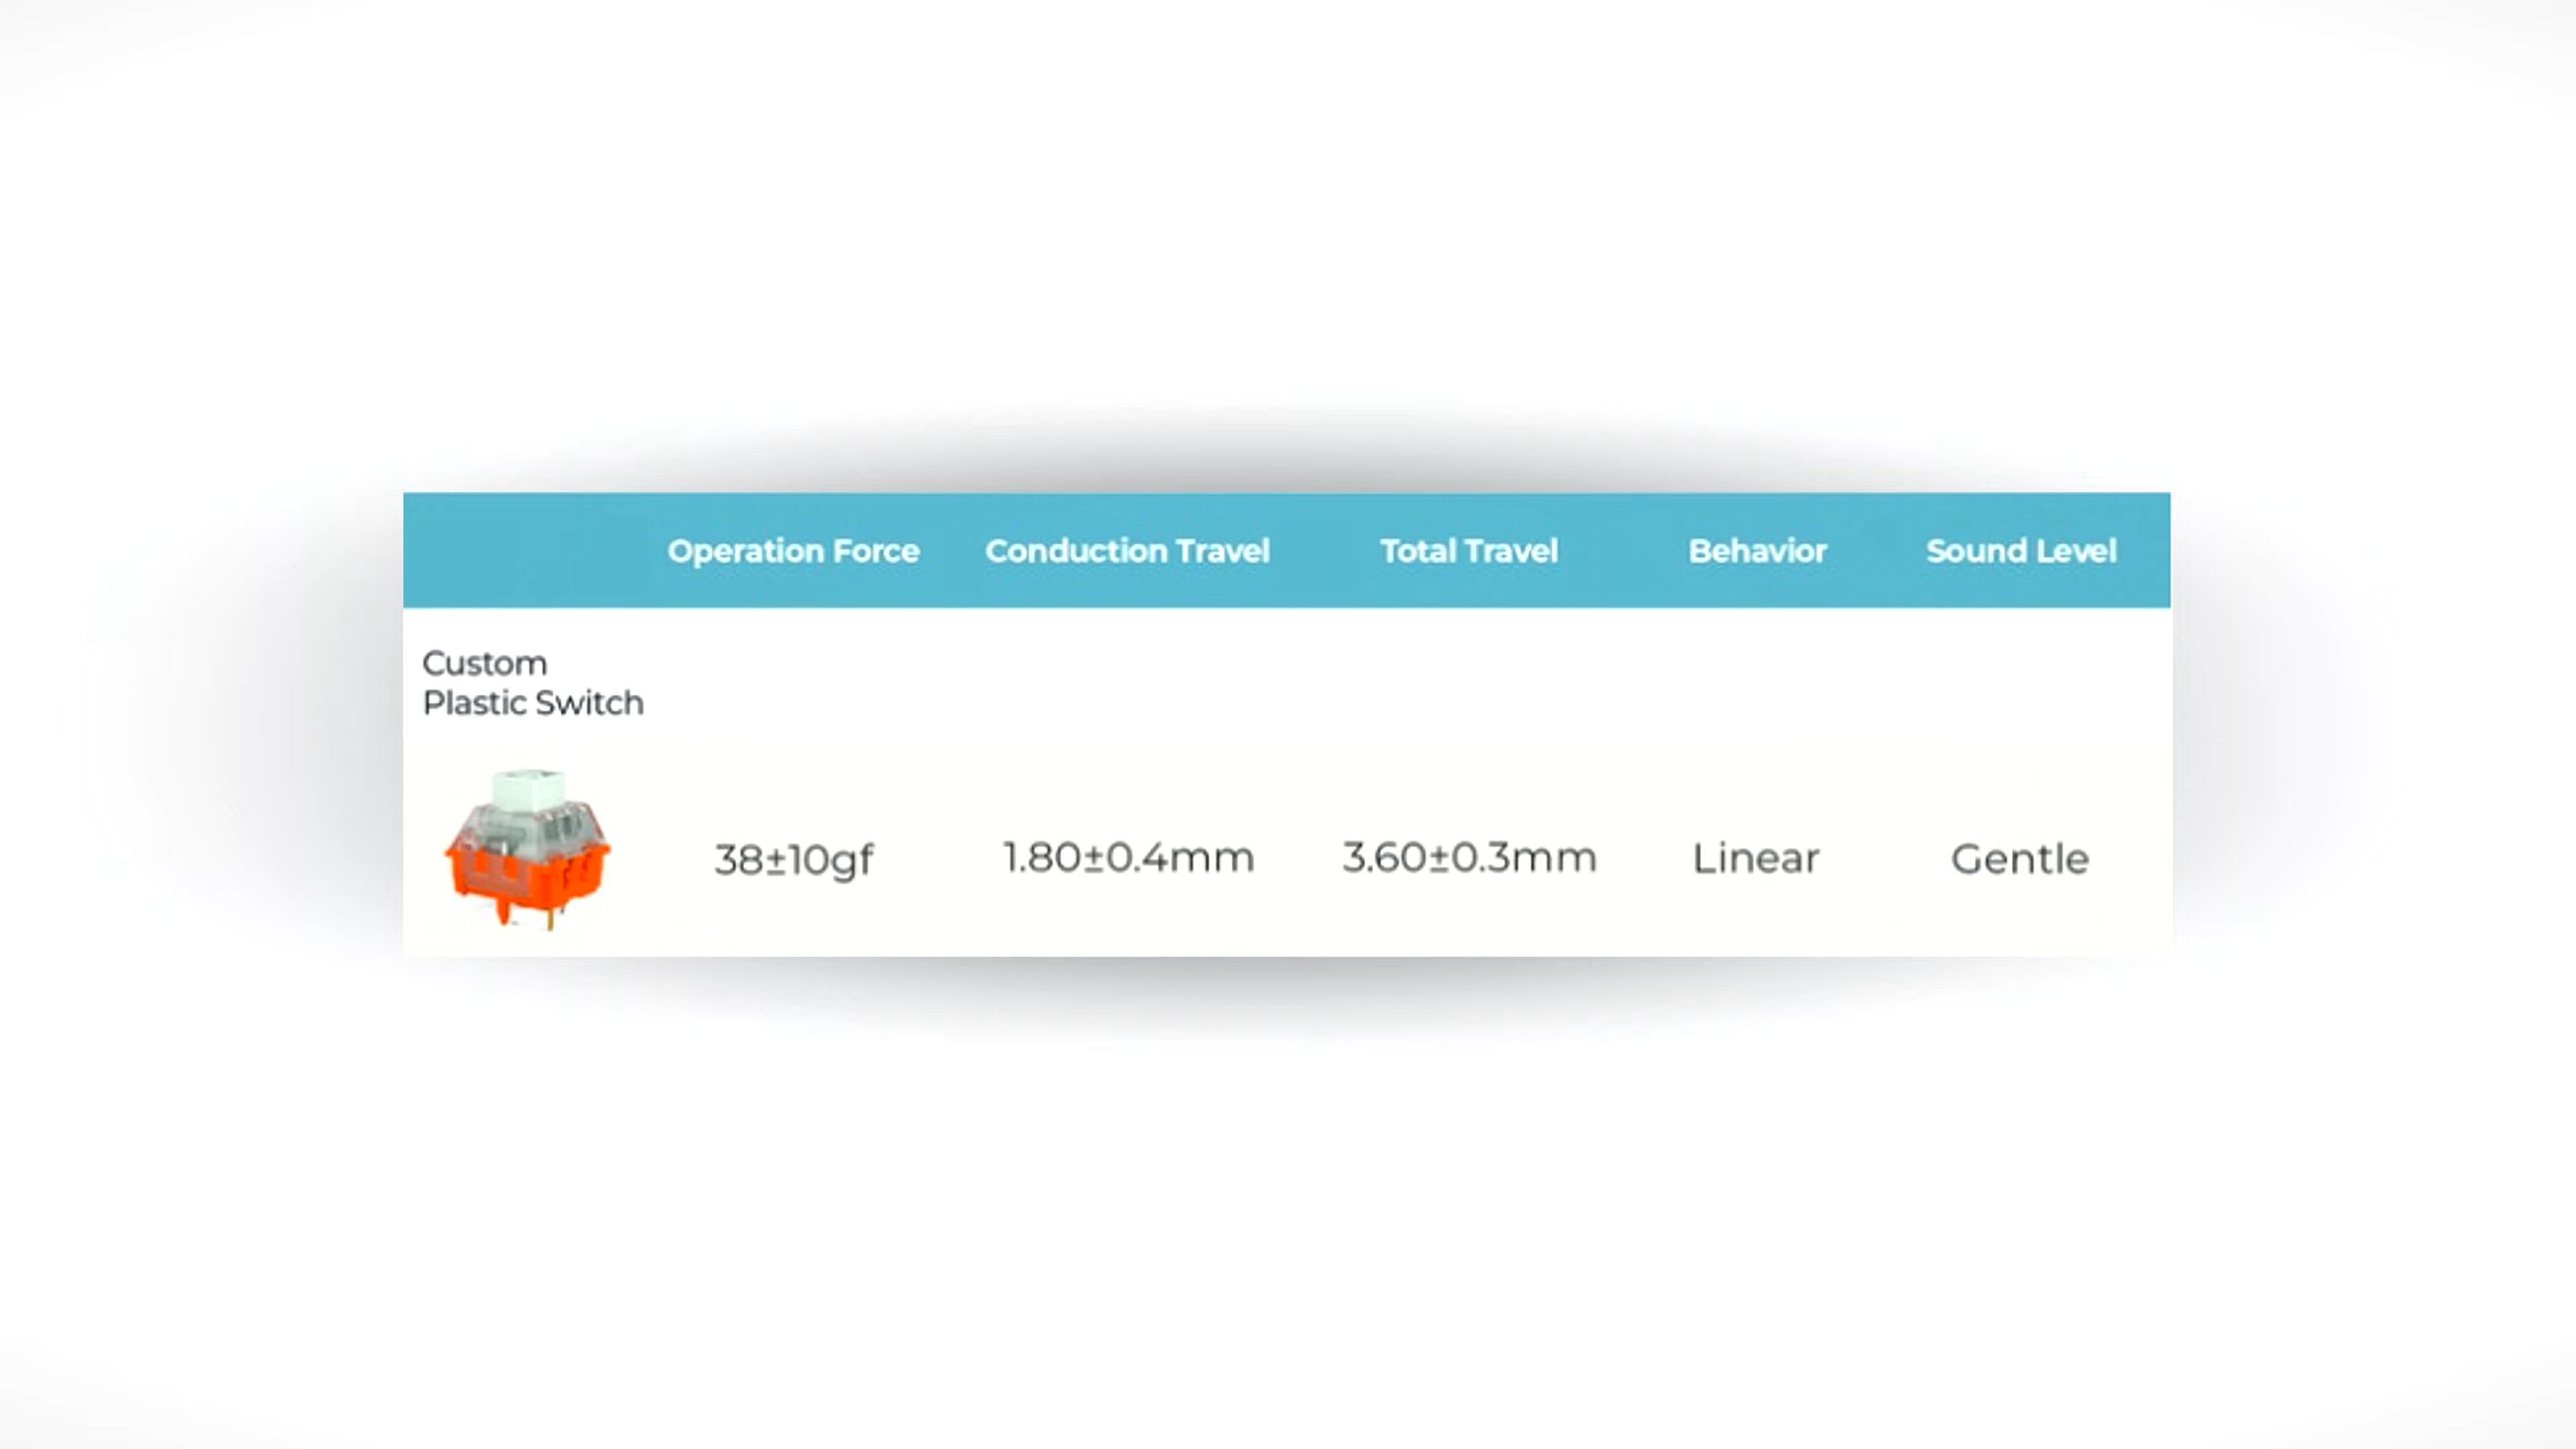 Operation Force Conduction Travel Total Travel Behavior Sound Level
Custom
Plastic Switch
38±10gf 1.80±0.4mm 3.60±0.3mm Linear Gentle